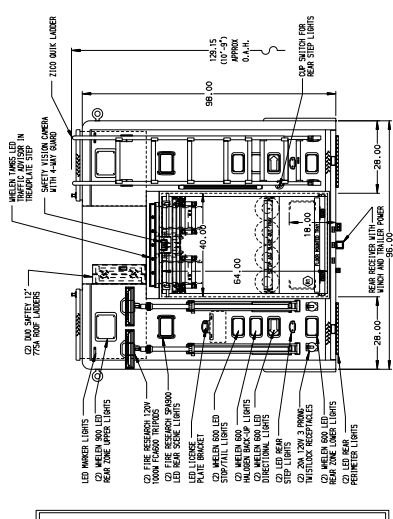 (2) DUO SAFTEY 12'
775A ROOF LADDERS
WHELEN TAM65 LED
TRAFFIC ADVISOR IN
TREADPLATE STEP
SAFETY VISION CAMERA
WITH 4-WAY GUARD
ZICO QUIK LADDER
129.15
(10'-9")
APPROX
O.A.H.
98.00
CUP SWITCH FOR
REAR STEP LIGHTS
LED MARKER LIGHTS
(2) WHELEN 900 LED
REAR ZONE UPPER LIGHTS
(2) FIRE RESEARCH 120V
1000W FCA600 TRIPODS
(2) FIRE RESEARCH SPA900
LED REAR SCENE LIGHTS
LED LICENSE
PLATE BRACKET
(2) WHELEN 600 LED
STOP/TAIL LIGHTS
(2) WHELEN 600
HALOGEN BACK-UP LIGHTS
(2) WHELEN 600 LED
DIRECTIONAL LIGHTS
(2) LED REAR
STEP LIGHTS
(2) 20A 120V 3 PRONG
TWISTLOCK RECEPTACLES
(2) WHELEN 600 LED
REAR ZONE LOWER LIGHTS
(2) LED REAR
PERIMETER LIGHTS
40.00
64.00
18.00
28.00
REAR RECEIVER WITH
WINCH AND TRAILER POWER
28.00
96.00